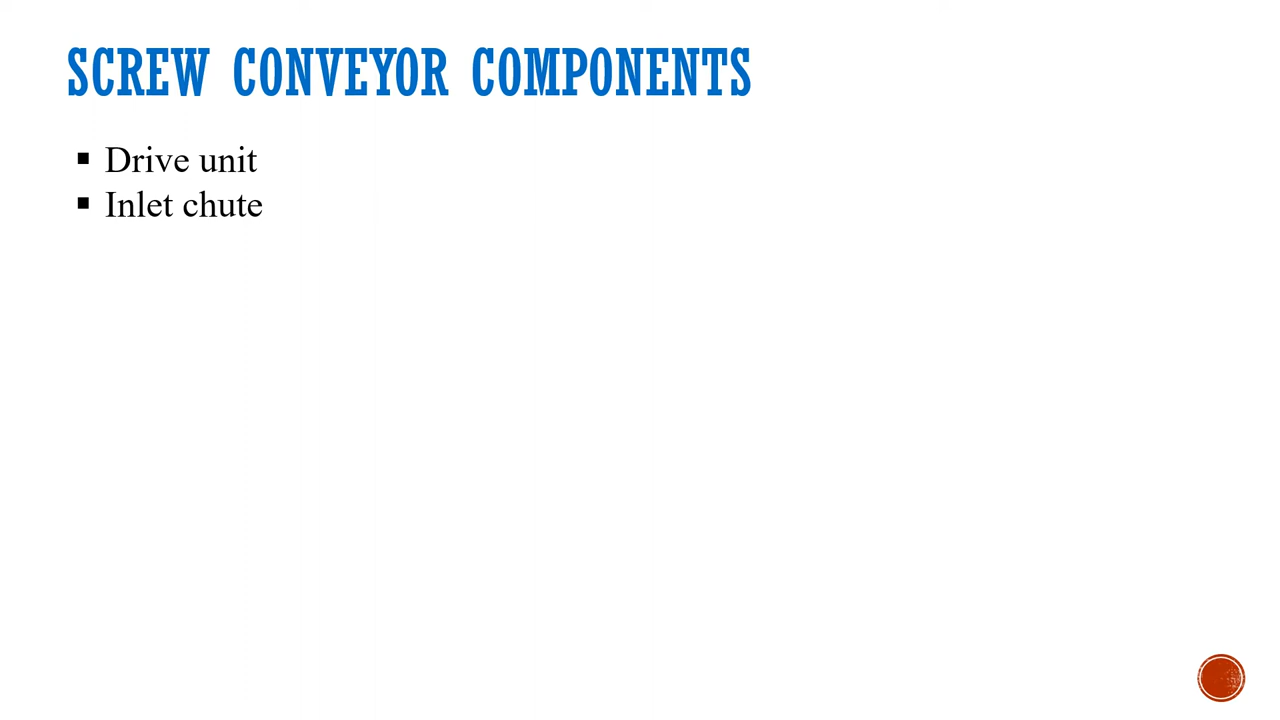 SCREW CONVEYOR COMPONENTS
▪ Drive unit
▪ Inlet chute